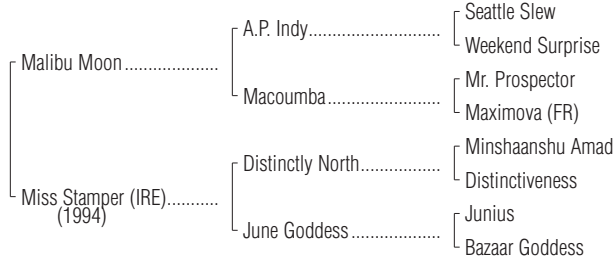 Seattle Slew
A.P. Indy
Weekend Surprise
Malibu Moon
Mr. Prospector
Macoumba
Maximova (FR)
Minshaanshu Amad
Distinctly North
Distinctiveness
Miss Stamper (IRE)
(1994)
Junius
June Goddess
Bazaar Goddess